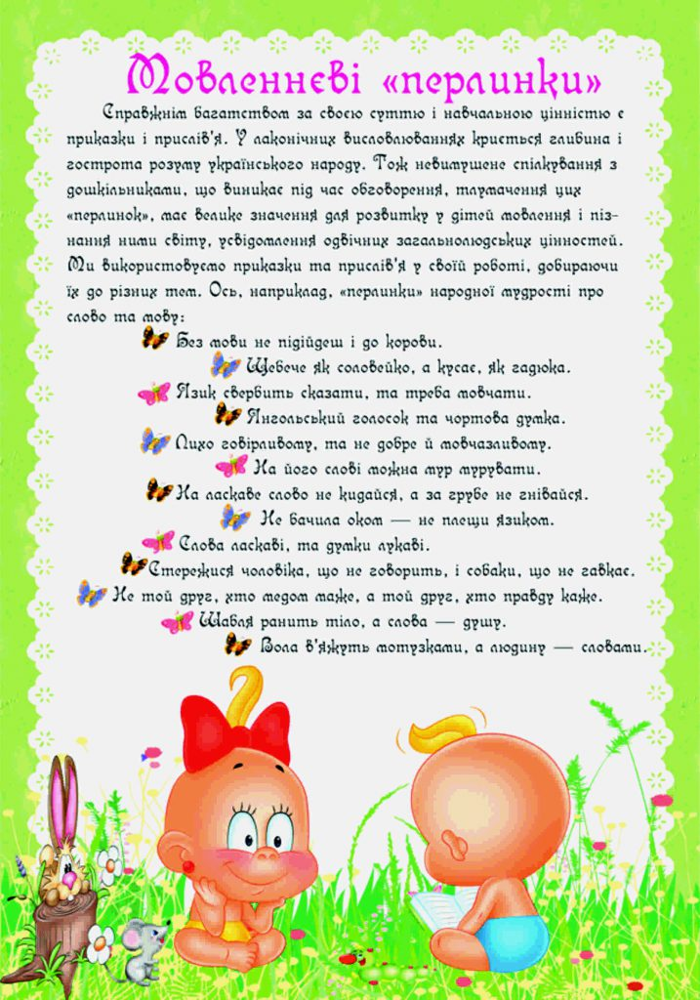 Мовленнєві «перлинки»
Справжнім багатством за своєю суттю і навчальною цінністю є
приказки і прислів'я. У лаконічних висловлюваннях криється глибина і
гострота розуму українського народу. Тож невимушене спілкування з
дошкільниками, що виникає під час обговорення, тлумачення цих
«перлинок», має велике значення для розвитку у дітей мовлення і піз-
нання ними світу, усвідомлення одвічних загальнолюдських цінностей.
Ми використовуємо приказки та прислів'я у своїй роботі, добираючи
їх до різних тем. Ось, наприклад, «перлинки» народної мудрості про
слово та мову:
Без мови не підійдеш і до корови.
Щебече як соловейко, а кусає, як гадюка.
Язик свербить сказати, та треба мовчати.
Янгольський голосок та чортова думка.
Лихо говірливому, та не добре й мовчазливому.
На його слові можна мур мурувати.
На ласкаве слово не кидайся, а за грубе не гнівайся.
Не бачила оком — не плещи язиком.
Слова ласкаві, та думки лукаві.
Стережися чоловіка, що не говорить, і собаки, що не гавкає.
Не той друг, хто медом маже, а той друг, хто правду каже.
Шабля ранить тіло, а слова — душу.
Вола в'яжуть мотузками, а людину — словами.